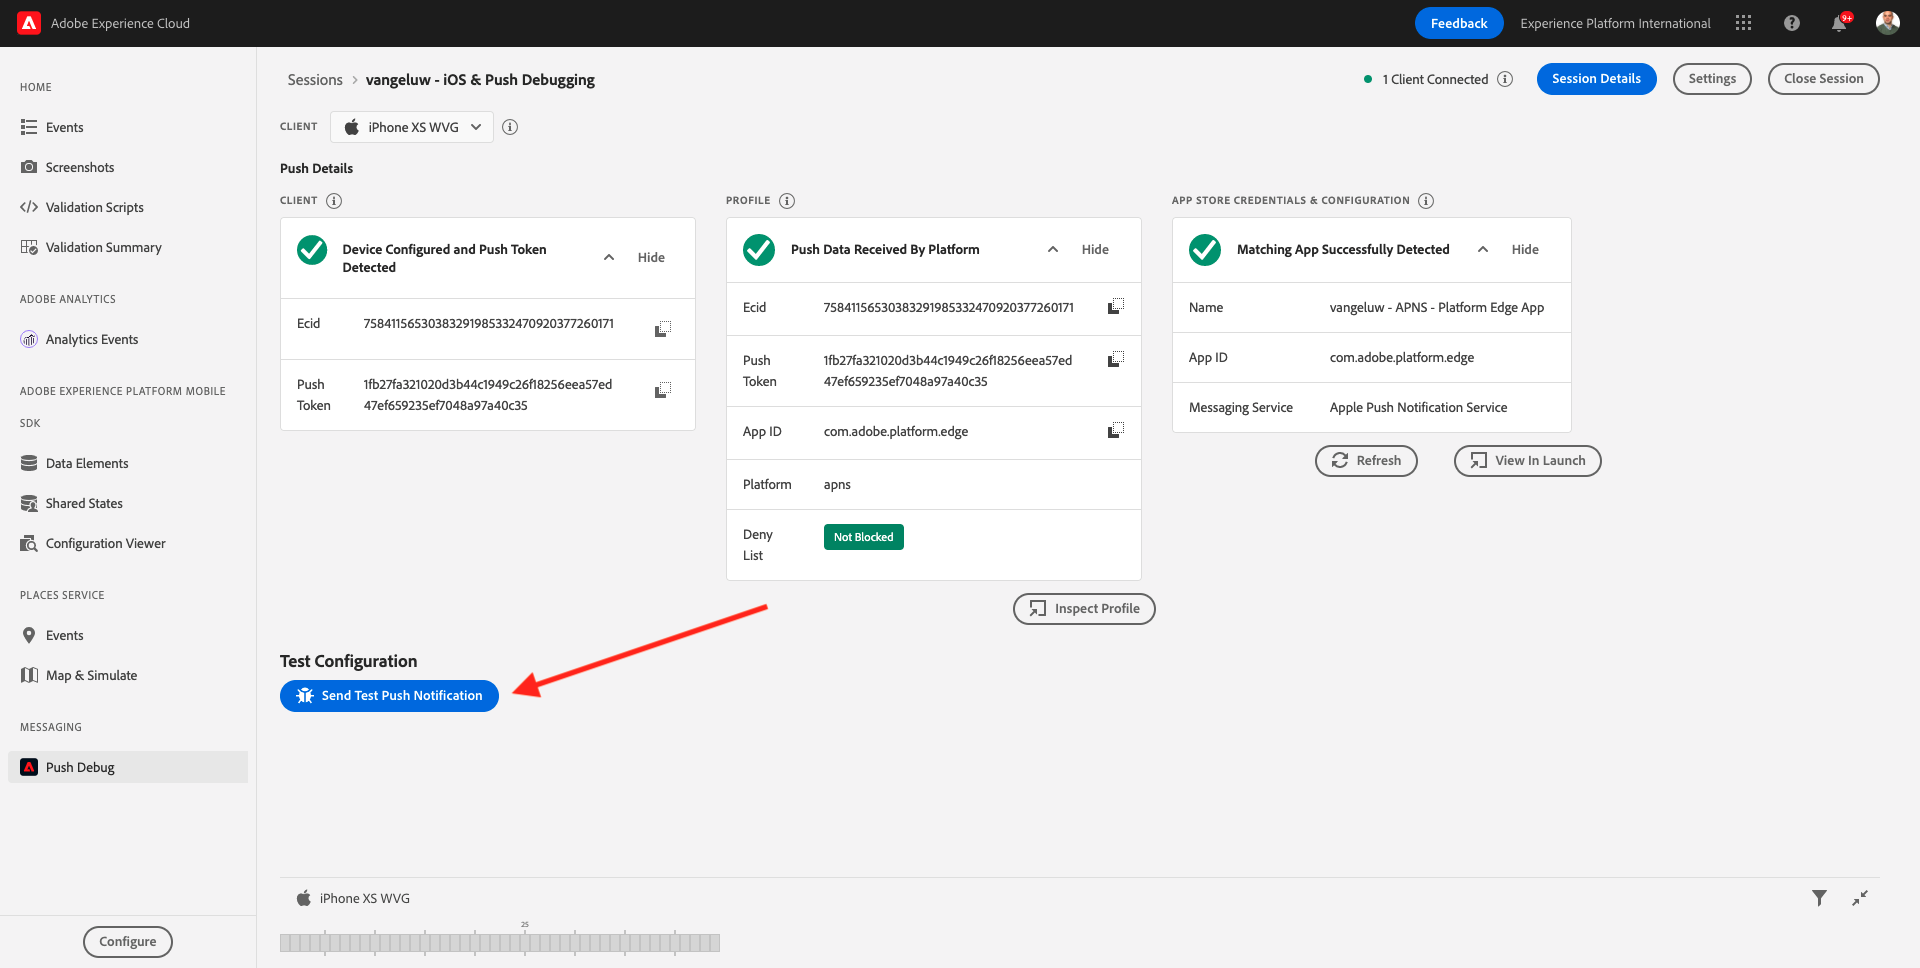 Adobe Experience Cloud
Feedback
Experience Platform International
9+
HOME
Events
Screenshots
Validation Scripts
Validation Summary
ADOBE ANALYTICS
Analytics Events
ADOBE EXPERIENCE PLATFORM MOBILE
SDK
Data Elements
Shared States
Configuration Viewer
PLACES SERVICE
Events
Map & Simulate
MESSAGING
Push Debug
Configure
Sessions > vangeluw - iOS & Push Debugging
1 Client Connected
Session Details
Settings
Close Session
CLIENT
iPhone XS WVG
Push Details
CLIENT
Device Configured and Push Token
Detected
Hide
Ecid
75841156530383291985332470920377260171
Push
Token
1fb27fa321020d3b44c1949c26f18256eea57ed
47ef659235ef7048a97a40c35
PROFILE
Push Data Received By Platform
Hide
Ecid
75841156530383291985332470920377260171
Push
Token
1fb27fa321020d3b44c1949c26f18256eea57ed
47ef659235ef7048a97a40c35
App ID
com.adobe.platform.edge
Platform
apns
Deny
List
Not Blocked
Inspect Profile
APP STORE CREDENTIALS & CONFIGURATION
Matching App Successfully Detected
Hide
Name
vangeluw - APNS - Platform Edge App
App ID
com.adobe.platform.edge
Messaging Service
Apple Push Notification Service
Refresh
View In Launch
Test Configuration
Send Test Push Notification
iPhone XS WVG
25